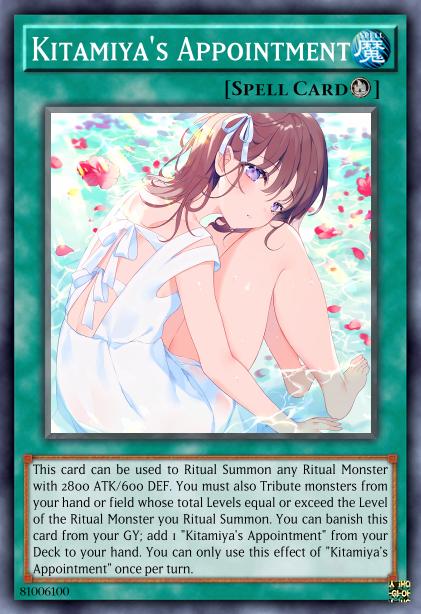 Kitamiya's Appointment
SPELL
魔
[Spell Card]
This card can be used to Ritual Summon any Ritual Monster
with 2800 ATK/600 DEF. You must also Tribute monsters from
your hand or field whose total Levels equal or exceed the Level
of the Ritual Monster you Ritual Summon. You can banish this
card from your GY; add 1 "Kitamiya's Appointment" from your
Deck to your hand. You can only use this effect of "Kitamiya's
Appointment" once per turn.
81006100